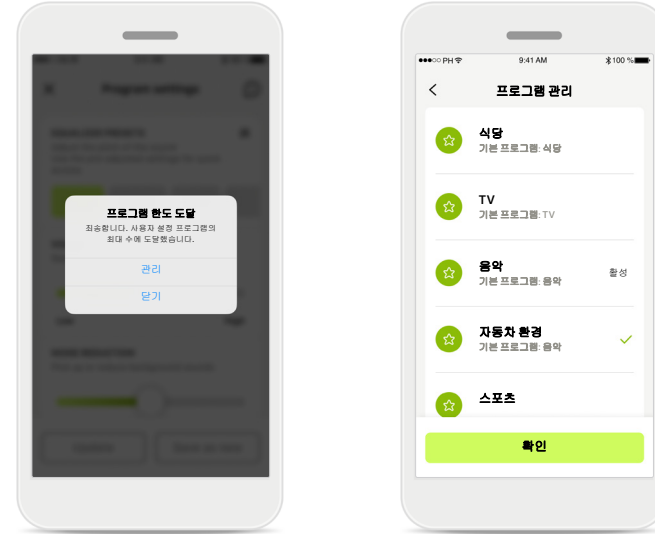 Program settings
프로그램 한도 도달
죄송합니다. 사용자 설정 프로그램의
최대 수에 도달했습니다.
관리
닫기
PH
9:41 AM
100 %
프로그램 관리
식당
기본 프로그램: 식당
TV
기본 프로그램: TV
음악
기본 프로그램: 음악
활성
자동차 환경
기본 프로그램: 음악
스포츠
확인